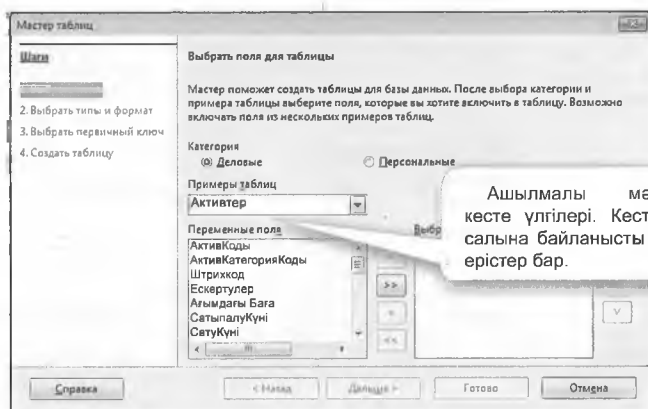 Мастер таблиц
Шаги
2. Выбрать типы и формат
3. Выбрать первичный ключ
4. Создать таблицу
Выбрать поля для таблицы
Мастер поможет создать таблицы для базы данных. После выбора категории и
примера таблицы выберите поля, которые вы хотите включить в таблицу. Возможно
включать поля из нескольких примеров таблиц.
Категория
Деловые
Персональные
Примеры таблиц
Активтер
Переменные поля
Выбр
АктивКоды
АктивКатегорияКоды
Штрихкод
Ескертулер
Ағымдағы Баға
СатыпалуКүні
СатуКүні
>>
<
<<
Ашылмалы мә
кесте үлгілері. Кест
салына байланысты
ерістер бар.
Справка
< Назад
Дальше >
Готово
Отмена